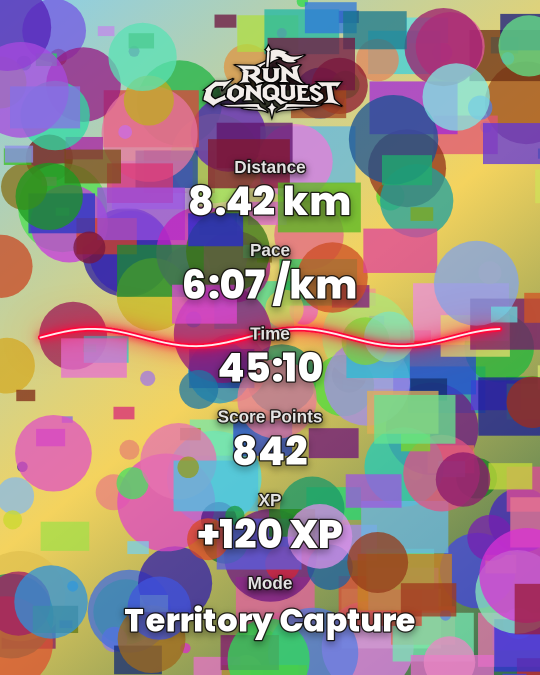 RUN
CONQUEST
Distance
8.42 km
Pace
6:07/km
Time
45:10
Score Points
842
XP
+120 XP
Mode
Territory Capture